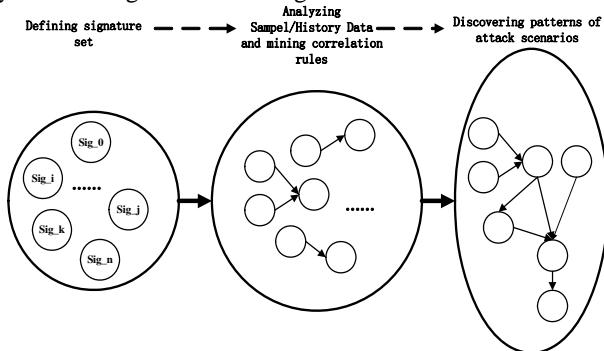 Defining signature
set
Analyzing
Sampel/History Data
and mining correlation
rules
Discovering patterns of
attack scenarios
Sig_0
Sig_i
......
Sig_j
Sig_k
Sig_n
......